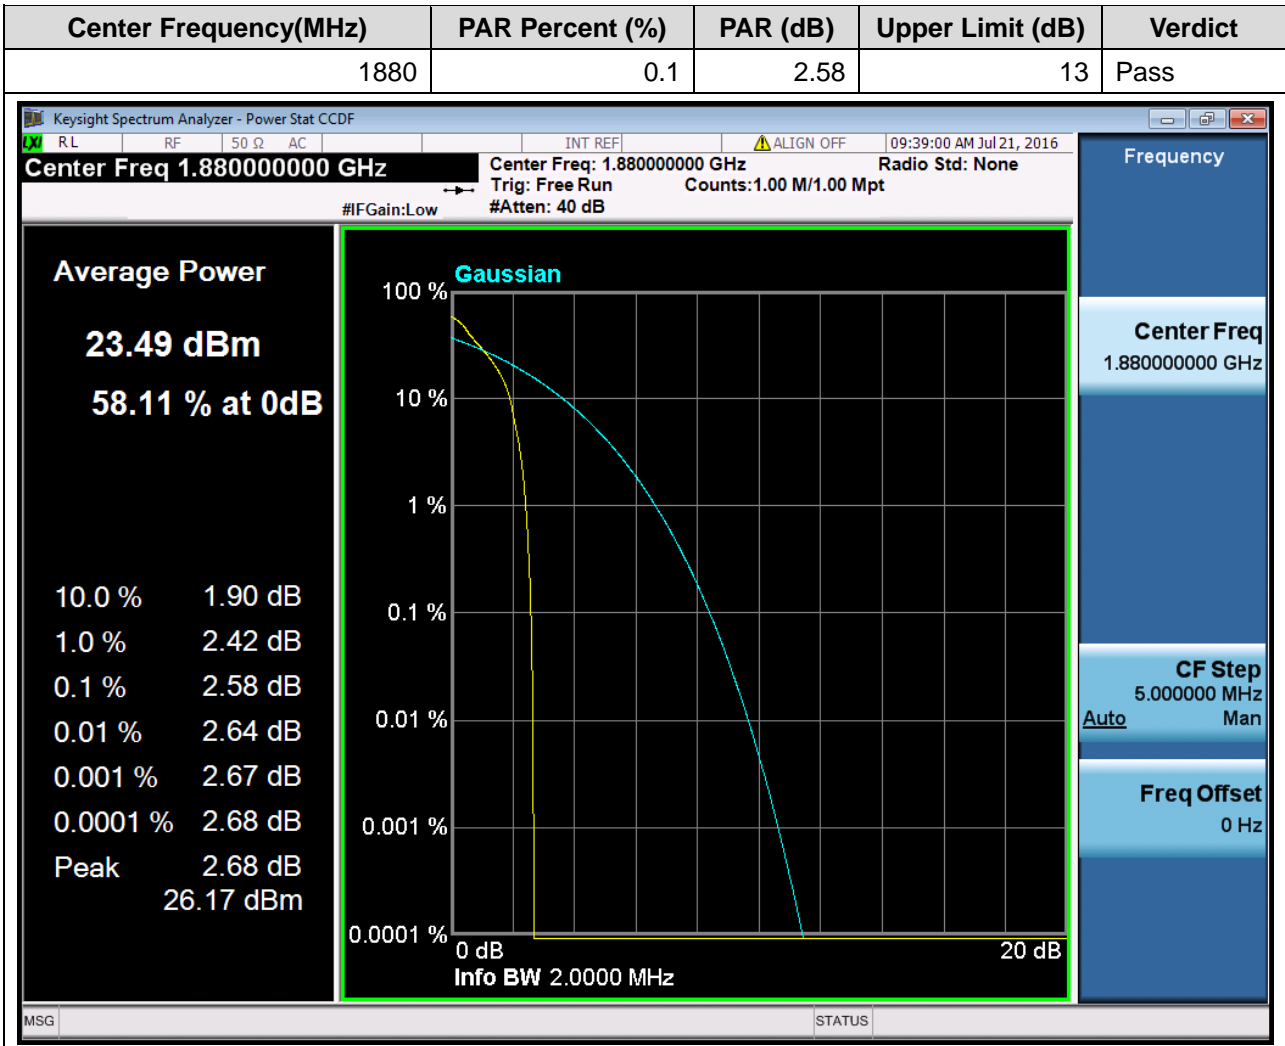 Center Frequency(MHz) PAR Percent (%) PAR (dB) Upper Limit (dB) Verdict
1880 0.1 2.58 13 Pass
Keysight Spectrum Analyzer - Power Stat CCDF
LXI RL RF 50 Ω AC INT REF ALIGN OFF 09:39:00 AM Jul 21, 2016
Center Freq 1.880000000 GHz
Center Freq: 1.880000000 GHz Radio Std: None
Trig: Free Run Counts:1.00 M/1.00 Mpt
#IFGain:Low #Atten: 40 dB
Average Power
23.49 dBm
58.11 % at 0dB
10.0 % 1.90 dB
1.0 % 2.42 dB
0.1 % 2.58 dB
0.01 % 2.64 dB
0.001 % 2.67 dB
0.0001 % 2.68 dB
Peak 2.68 dB
26.17 dBm
Gaussian
100 %
10 %
1 %
0.1 %
0.01 %
0.001 %
0.0001 %
0 dB 20 dB
Info BW 2.0000 MHz
Frequency
Center Freq
1.880000000 GHz
CF Step
5.000000 MHz
Auto Man
Freq Offset
0 Hz
MSG STATUS